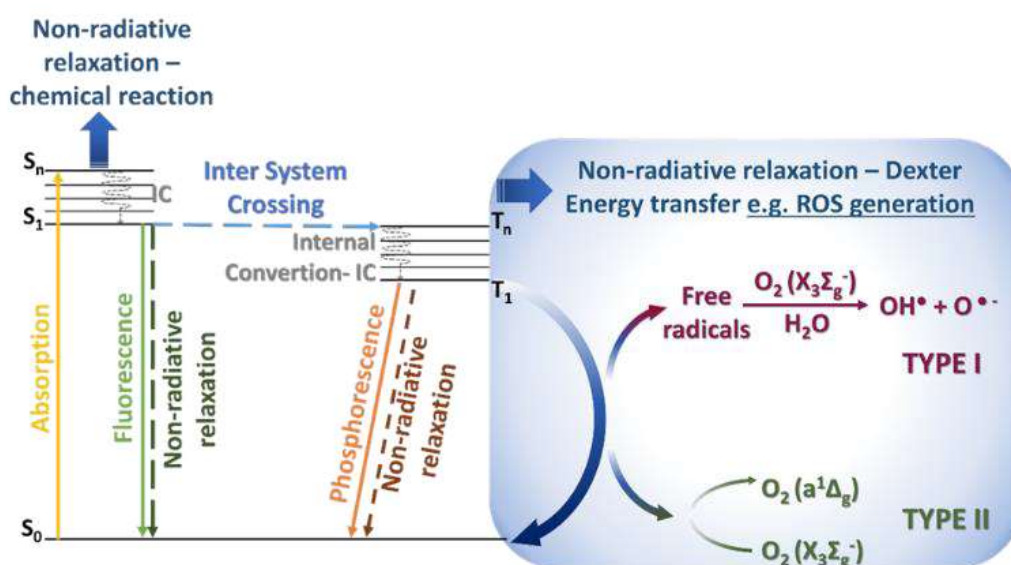 Non-radiative
relaxation –
chemical reaction
Sn
IC
S1
Inter System
Crossing
Internal
Convertion- IC
Tn
T1
Absorption
Fluorescence
Non-radiative
relaxation
Phosphorescence
Non-radiative
relaxation
S0
Non-radiative relaxation – Dexter
Energy transfer e.g. ROS generation
Free
radicals
O₂ (X₃Σg⁻)
H₂O
OH• + O•-
TYPE I
O₂ (a¹Δg)
TYPE II
O₂ (X₃Σg⁻)